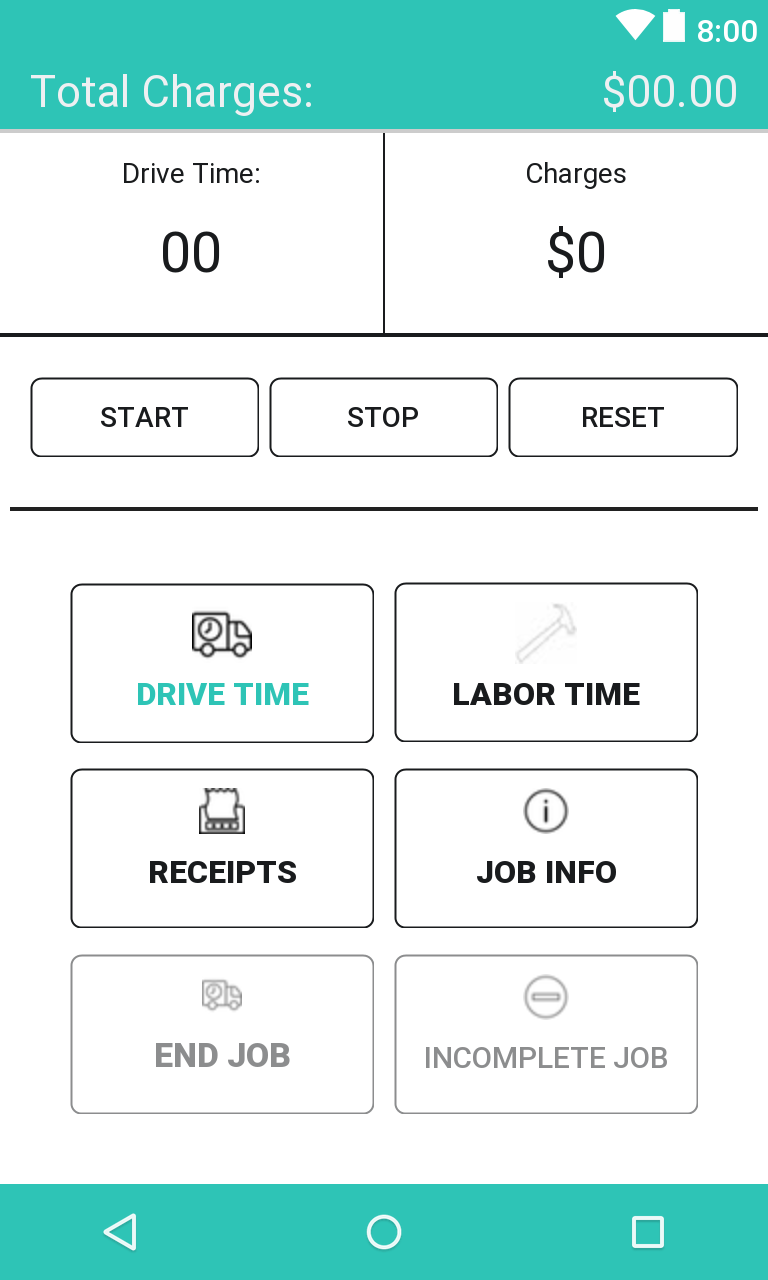 8:00
Total Charges: $00.00
Drive Time: Charges
00 $0
START STOP RESET
DRIVE TIME LABOR TIME
RECEIPTS JOB INFO
END JOB INCOMPLETE JOB